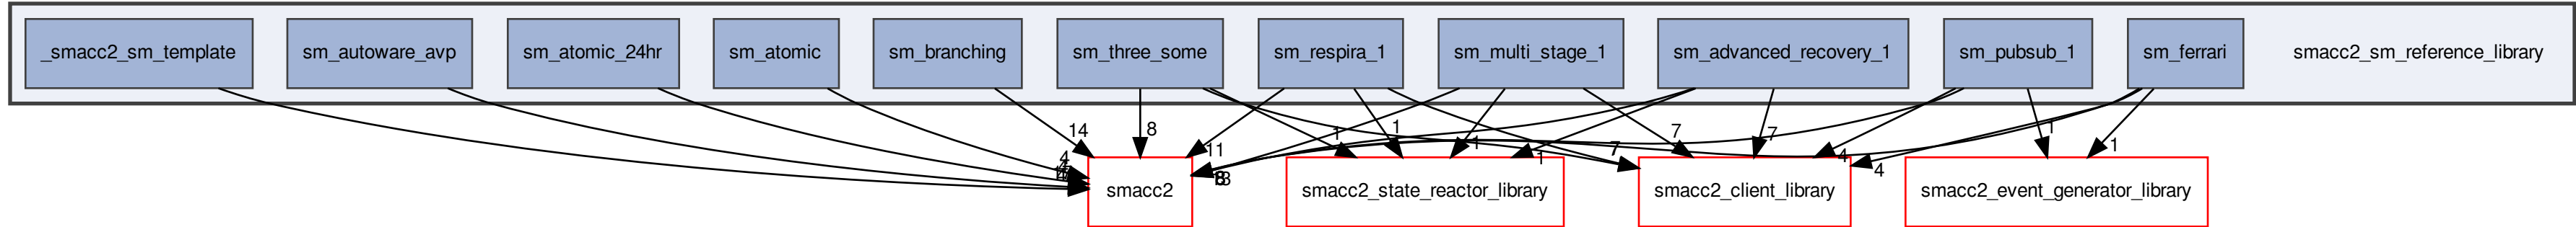 _smacc2_sm_template
sm_autoware_avp
sm_atomic_24hr
sm_atomic
sm_branching
sm_three_some
sm_respira_1
sm_multi_stage_1
sm_advanced_recovery_1
sm_pubsub_1
sm_ferrari
smacc2_sm_reference_library
14
8
11
1
1
1
1
7
7
7
4
4
1
1
smacc2
smacc2_state_reactor_library
smacc2_client_library
smacc2_event_generator_library